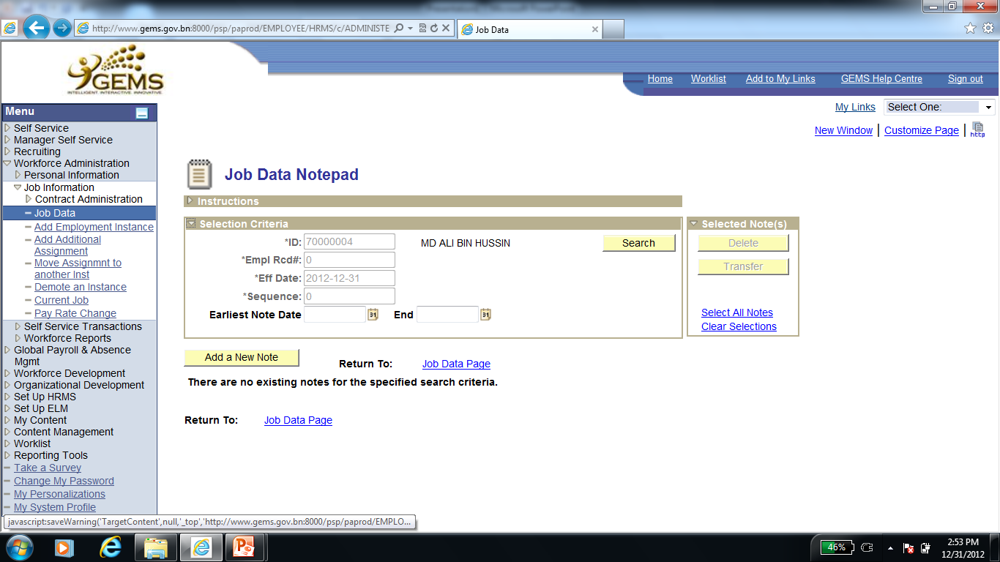 http://www.gems.gov.bn:8000/psp/paprod/EMPLOYEE/HRMS/c/ADMINISTE
Job Data
GEMS
INTELLIGENT INTERACTIVE INNOVATIVE
Home Worklist Add to My Links GEMS Help Centre Sign out
My Links Select One:
New Window Customize Page http
Menu
Self Service
Manager Self Service
Recruiting
Workforce Administration
Personal Information
Job Information
Contract Administration
Job Data
Add Employment Instance
Add Additional
Assignment
Move Assignmnt to
another Inst
Demote an Instance
Current Job
Pay Rate Change
Self Service Transactions
Workforce Reports
Global Payroll & Absence
Mgmt
Workforce Development
Organizational Development
Set Up HRMS
Set Up ELM
My Content
Content Management
Worklist
Reporting Tools
Take a Survey
Change My Password
My Personalizations
My System Profile
Job Data Notepad
Instructions
Selection Criteria
*ID: 70000004 MD ALI BIN HUSSIN Search
*Empl Rcd#: 0
*Eff Date: 2012-12-31
*Sequence: 0
Earliest Note Date 31 End 31
Selected Note(s)
Delete
Transfer
Select All Notes
Clear Selections
Add a New Note Return To: Job Data Page
There are no existing notes for the specified search criteria.
Return To: Job Data Page
javascript:saveWarning('TargetContent',null,'_top','http://www.gems.gov.bn:8000/psp/paprod/EMPLO...
46% 2:53 PM
12/31/2012